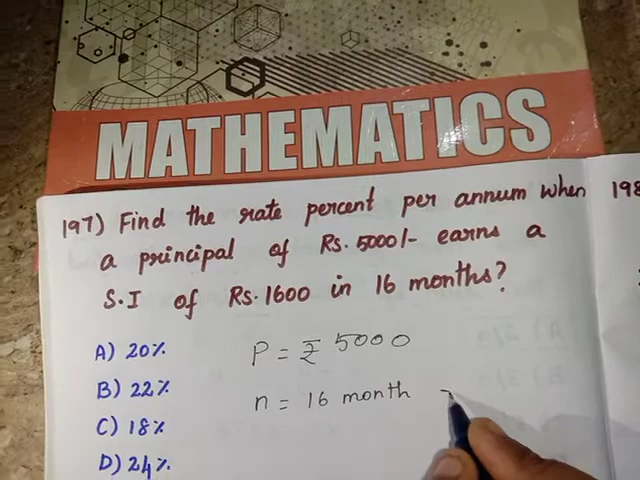 MATHEMATICS
197) Find the rate percent per annum when
a principal of Rs. 5000/- earns a
S.I of Rs. 1600 in 16 months?
A) 20%.
B) 22%
C) 18%
D) 24%.
P = ₹ 5000
n = 16 month
198